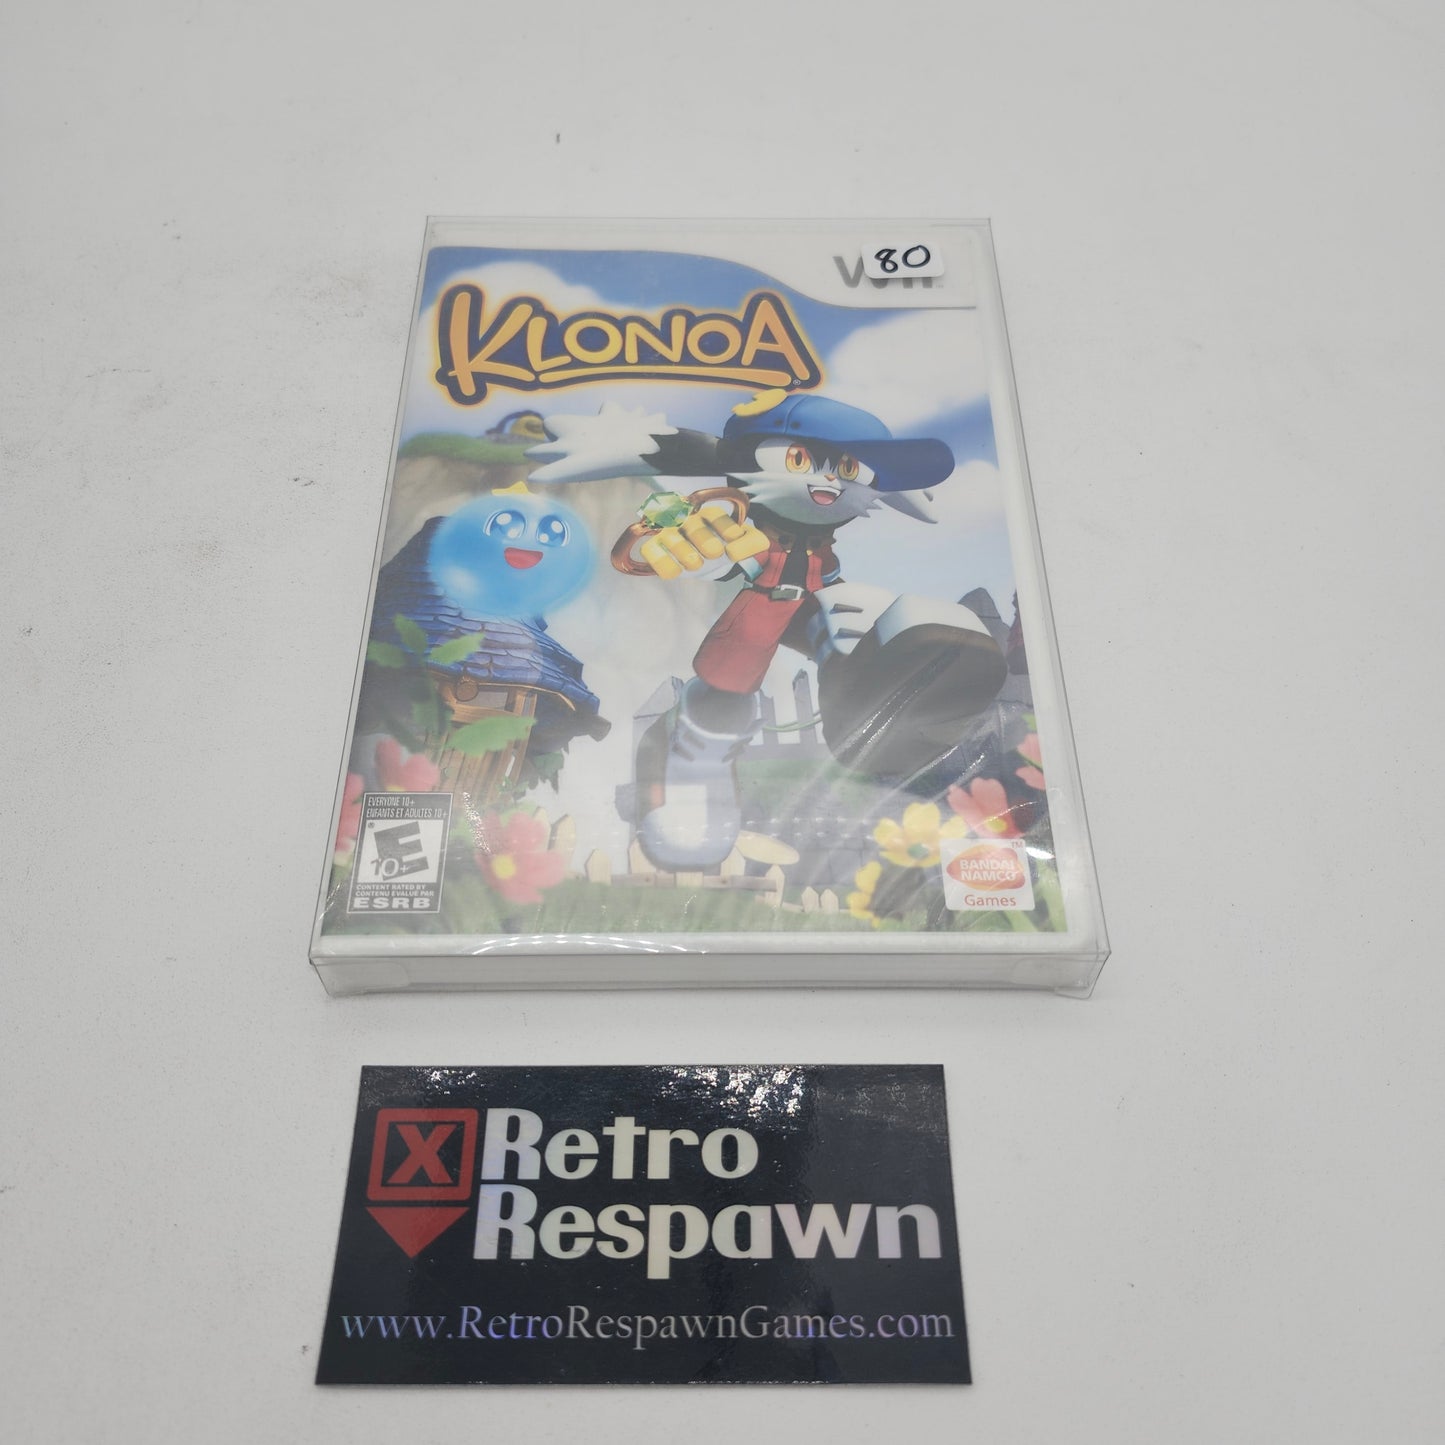 Wii
80
KLONOA
®
EVERYONE 10+
ENFANTS ET ADULTES 10+
®
E
10+
CONTENT RATED BY
CONTENU ÉVALUÉ PAR
ESRB
BANDAI
NAMCO
Games
TM
X Retro
Respawn
www.RetroRespawnGames.com